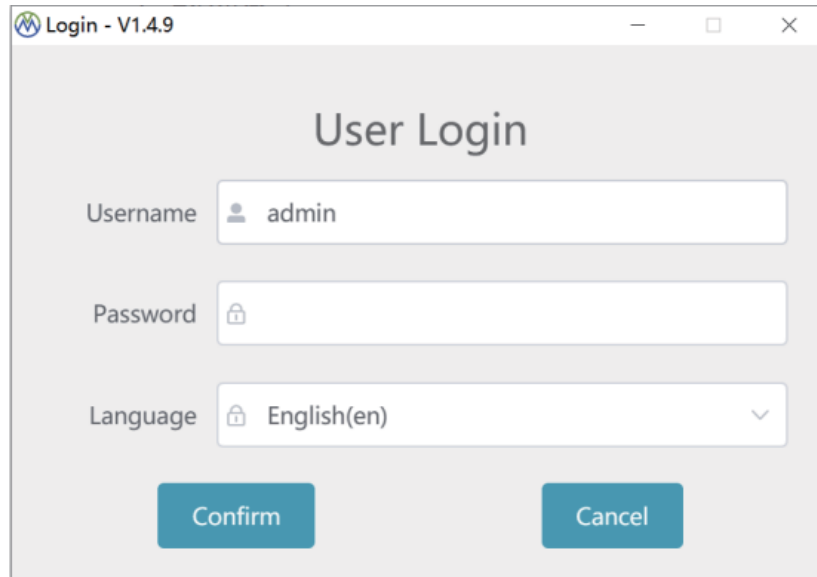 Login - V1.4.9
User Login
Username admin
Password
Language English(en)
Confirm Cancel